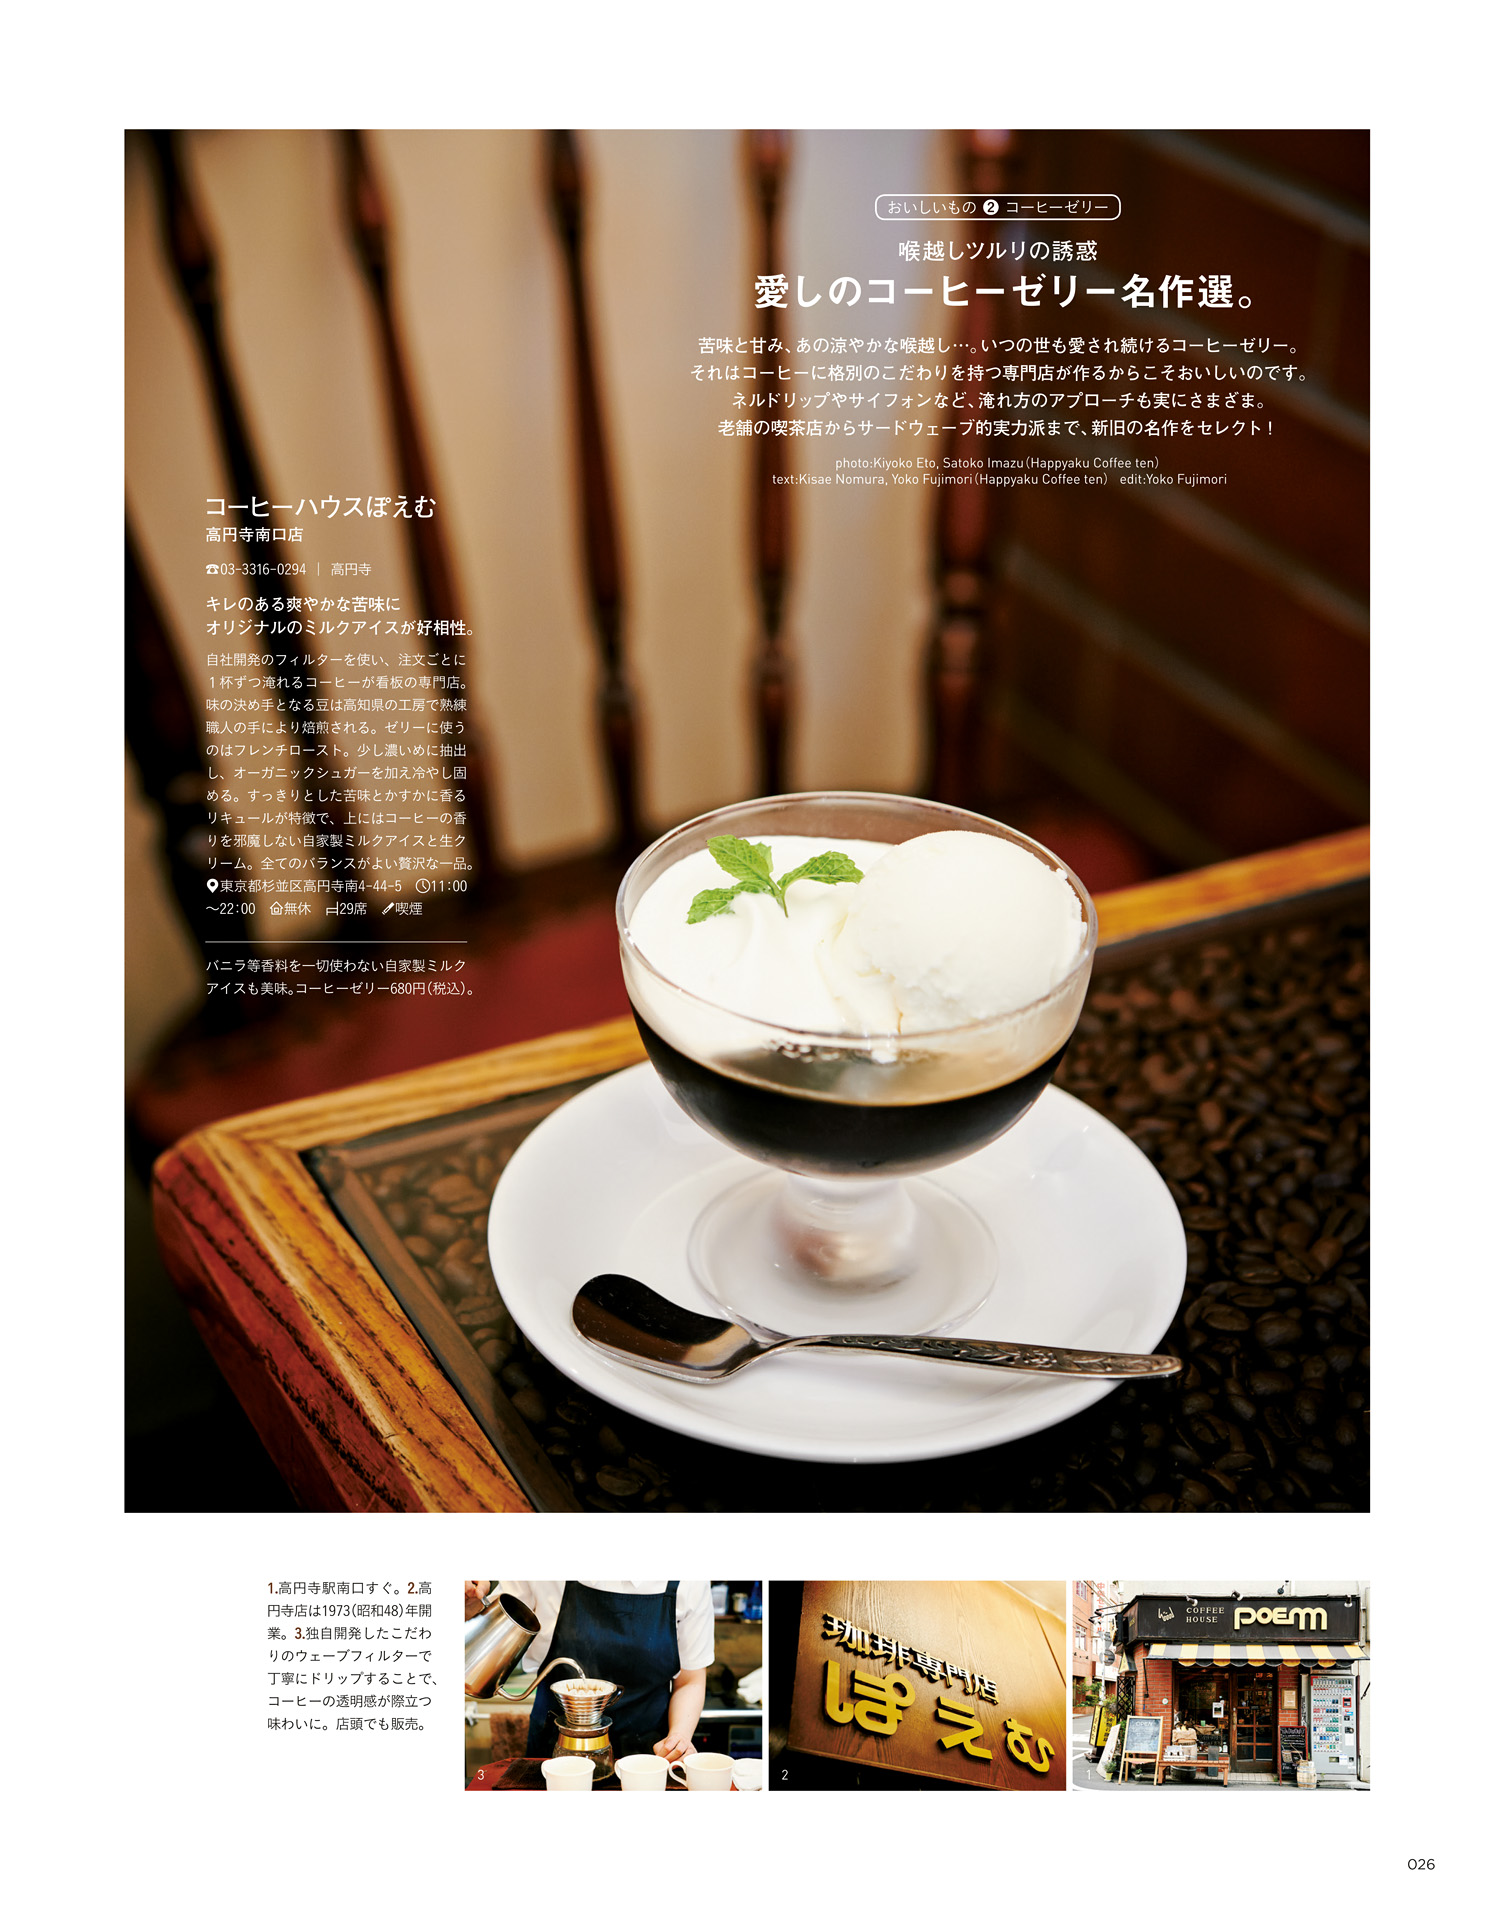 おいしいもの ❷ コーヒーゼリー
喉越しツルリの誘惑
愛しのコーヒーゼリー名作選。
苦味と甘み、あの涼やかな喉越し…。いつの世も愛され続けるコーヒーゼリー。
それはコーヒーに格別のこだわりを持つ専門店が作るからこそおいしいのです。
ネルドリップやサイフォンなど、淹れ方のアプローチも実にさまざま。
老舗の喫茶店からサードウェーブ的実力派まで、新旧の名作をセレクト！
photo:Kiyoko Eto, Satoko Imazu（Happyaku Coffee ten）
text:Kisae Nomura, Yoko Fujimori（Happyaku Coffee ten） edit:Yoko Fujimori
コーヒーハウスぽえむ
高円寺南口店
☎03-3316-0294 ｜ 高円寺
キレのある爽やかな苦味に
オリジナルのミルクアイスが好相性。
自社開発のフィルターを使い、注文ごとに
1杯ずつ淹れるコーヒーが看板の専門店。
味の決め手となる豆は高知県の工房で熟練
職人の手により焙煎される。ゼリーに使う
のはフレンチロースト。少し濃いめに抽出
し、オーガニックシュガーを加え冷やし固
める。すっきりとした苦味とかすかに香る
リキュールが特徴で、上にはコーヒーの香
りを邪魔しない自家製ミルクアイスと生ク
リーム。全てのバランスがよい贅沢な一品。
東京都杉並区高円寺南4-44-5 11:00
〜22:00 無休 29席 喫煙
バニラ等香料を一切使わない自家製ミルク
アイスも美味。コーヒーゼリー680円（税込）。
1.高円寺駅南口すぐ。2.高
円寺店は1973（昭和48）年開
業。3.独自開発したこだわ
りのウェーブフィルターで
丁寧にドリップすることで、
コーヒーの透明感が際立つ
味わいに。店頭でも販売。
3
珈琲専門店
ぽえむ
2
COFFEE
HOUSE
POEM
OPEN
1
026